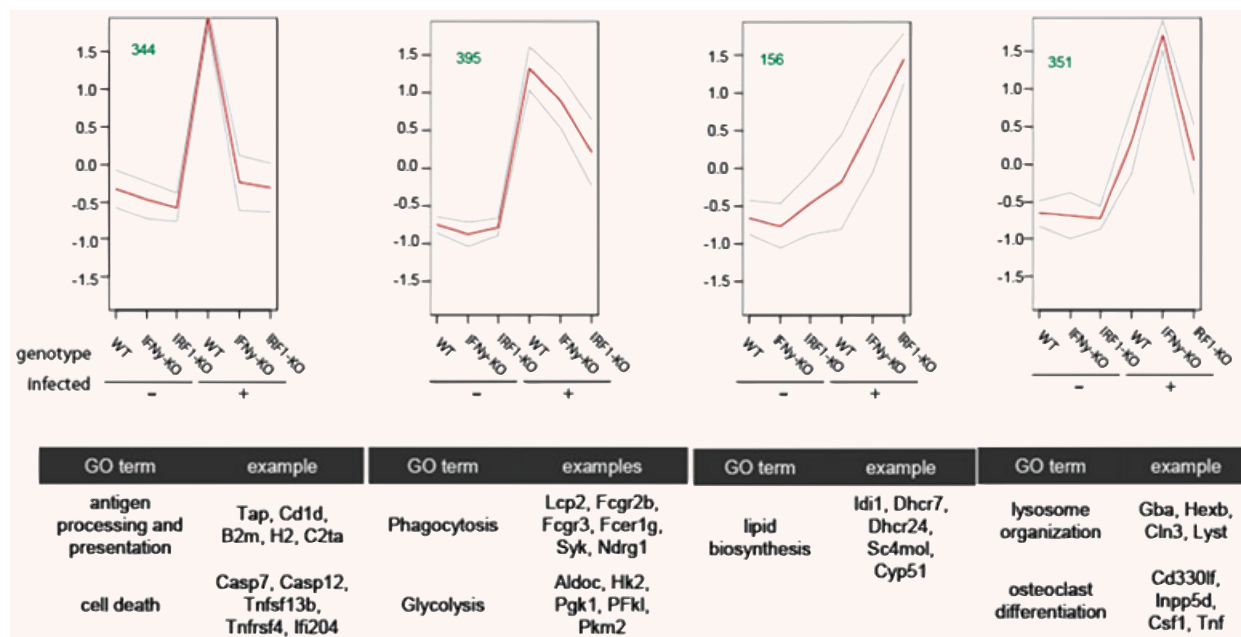 344
1.5
1.0
0.5
0.0
-0.5
-1.0
-1.5
WT
IFNγ-KO
IRF1-KO
WT
IFNγ-KO
IRF1-KO
395
1.5
1.0
0.5
0.0
-0.5
-1.0
-1.5
WT
IFNγ-KO
IRF1-KO
WT
IFNγ-KO
IRF1-KO
156
1.5
1.0
0.5
0.0
-0.5
-1.0
-1.5
WT
IFNγ-KO
IRF1-KO
WT
IFNγ-KO
IRF1-KO
351
1.5
1.0
0.5
0.0
-0.5
-1.0
-1.5
WT
IFNγ-KO
IRF1-KO
WT
IFNγ-KO
IRF1-KO
genotype
infected
- +
- +
- +
- +
GO term example
antigen
processing and
presentation
Tap, Cd1d,
B2m, H2, C2ta
cell death
Casp7, Casp12,
Tnfsf13b,
Tnfrsf4, Ifi204
GO term examples
Phagocytosis
Lcp2, Fcgr2b,
Fcgr3, Fcer1g,
Syk, Ndrg1
Glycolysis
Aldoc, Hk2,
Pgk1, PFkl,
Pkm2
GO term example
lipid
biosynthesis
Idi1, Dhcr7,
Dhcr24,
Sc4mol,
Cyp51
GO term example
lysosome
organization
Gba, Hexb,
Cln3, Lyst
osteoclast
differentiation
Cd330lf,
Inpp5d,
Csf1, Tnf